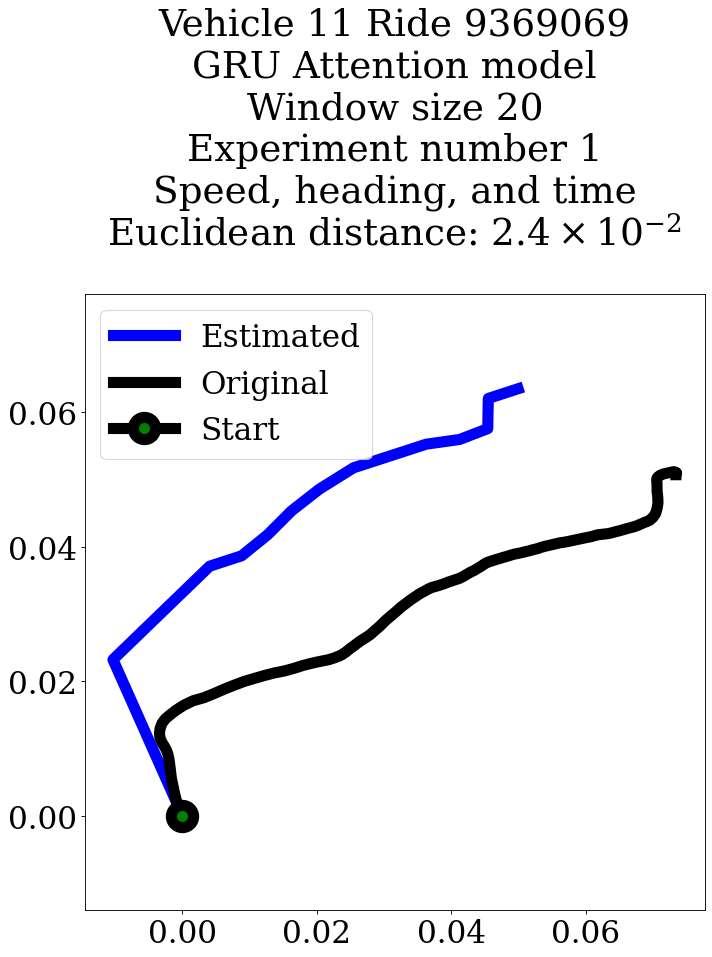 Vehicle 11 Ride 9369069
GRU Attention model
Window size 20
Experiment number 1
Speed, heading, and time
Euclidean distance: 2.4 × 10⁻²
Estimated
Original
Start
0.06
0.04
0.02
0.00
0.00 0.02 0.04 0.06